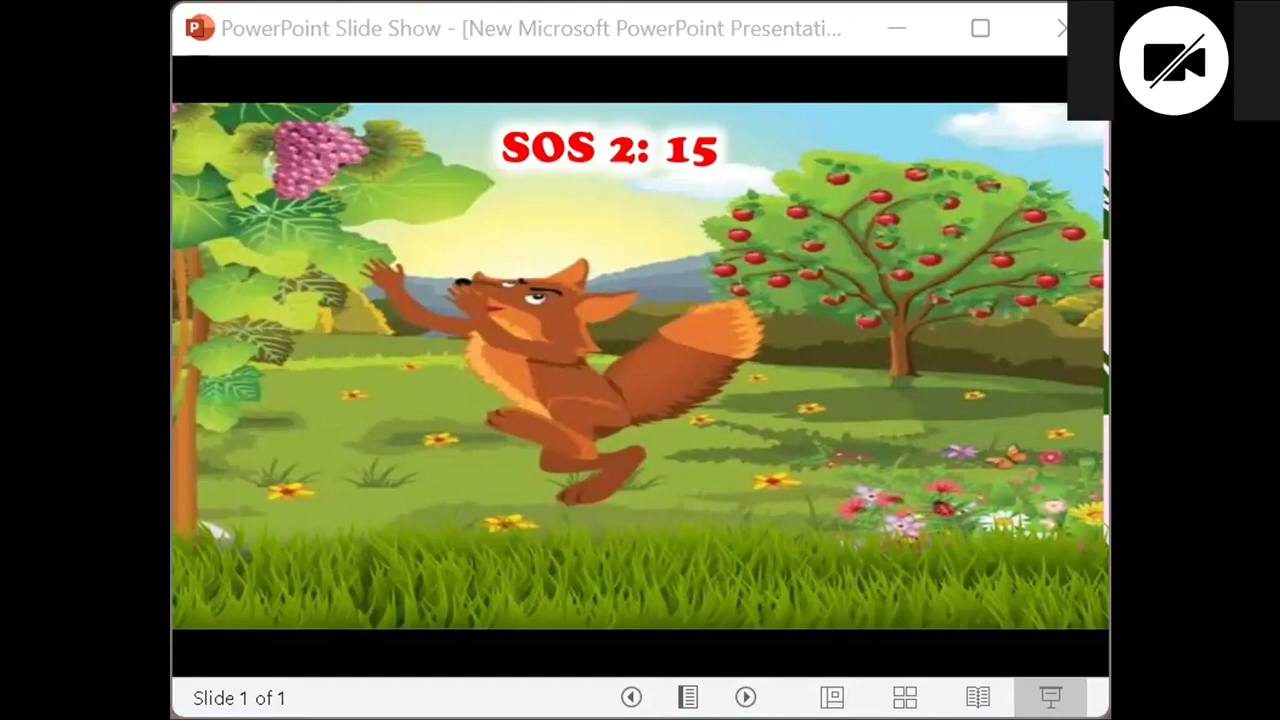 PowerPoint Slide Show - [New Microsoft PowerPoint Presentati...
SOS 2: 15
Slide 1 of 1